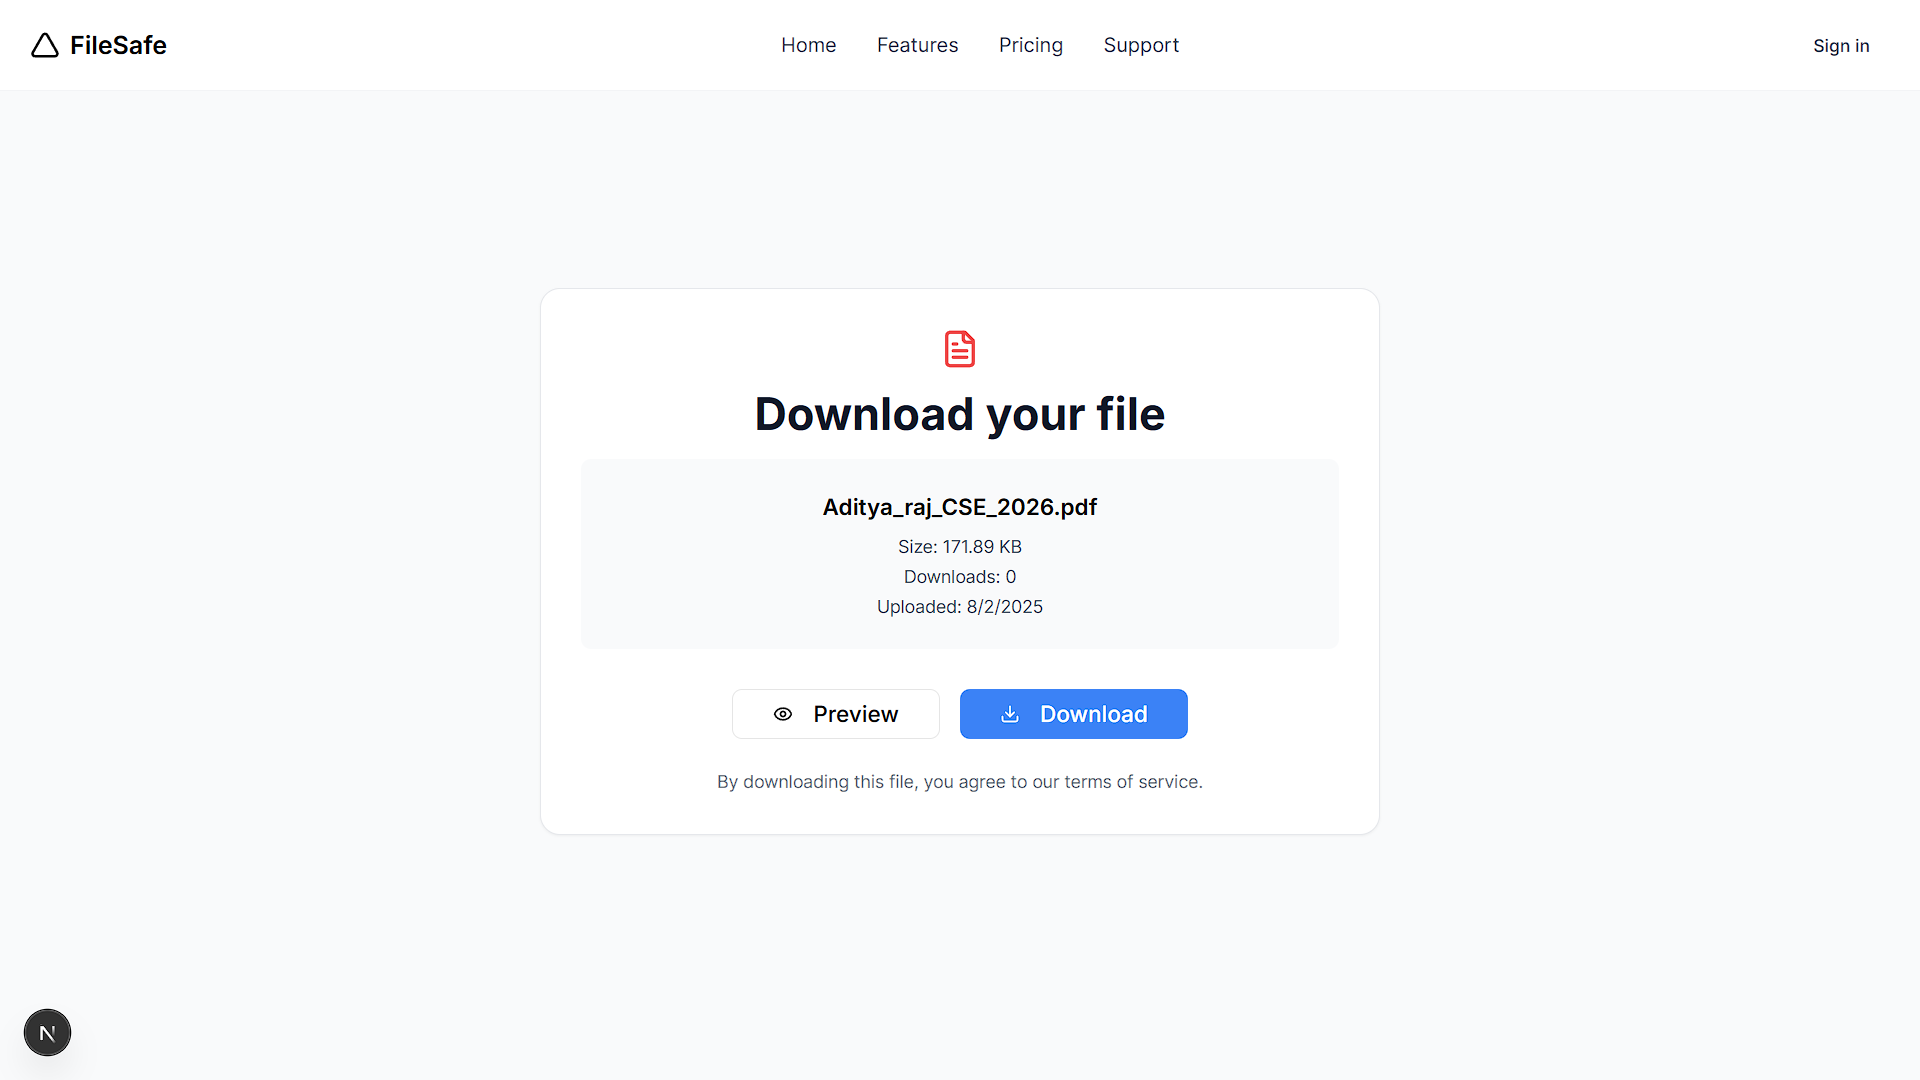 FileSafe
Home Features Pricing Support
Sign in
Download your file
Aditya_raj_CSE_2026.pdf
Size: 171.89 KB
Downloads: 0
Uploaded: 8/2/2025
Preview Download
By downloading this file, you agree to our terms of service.
N